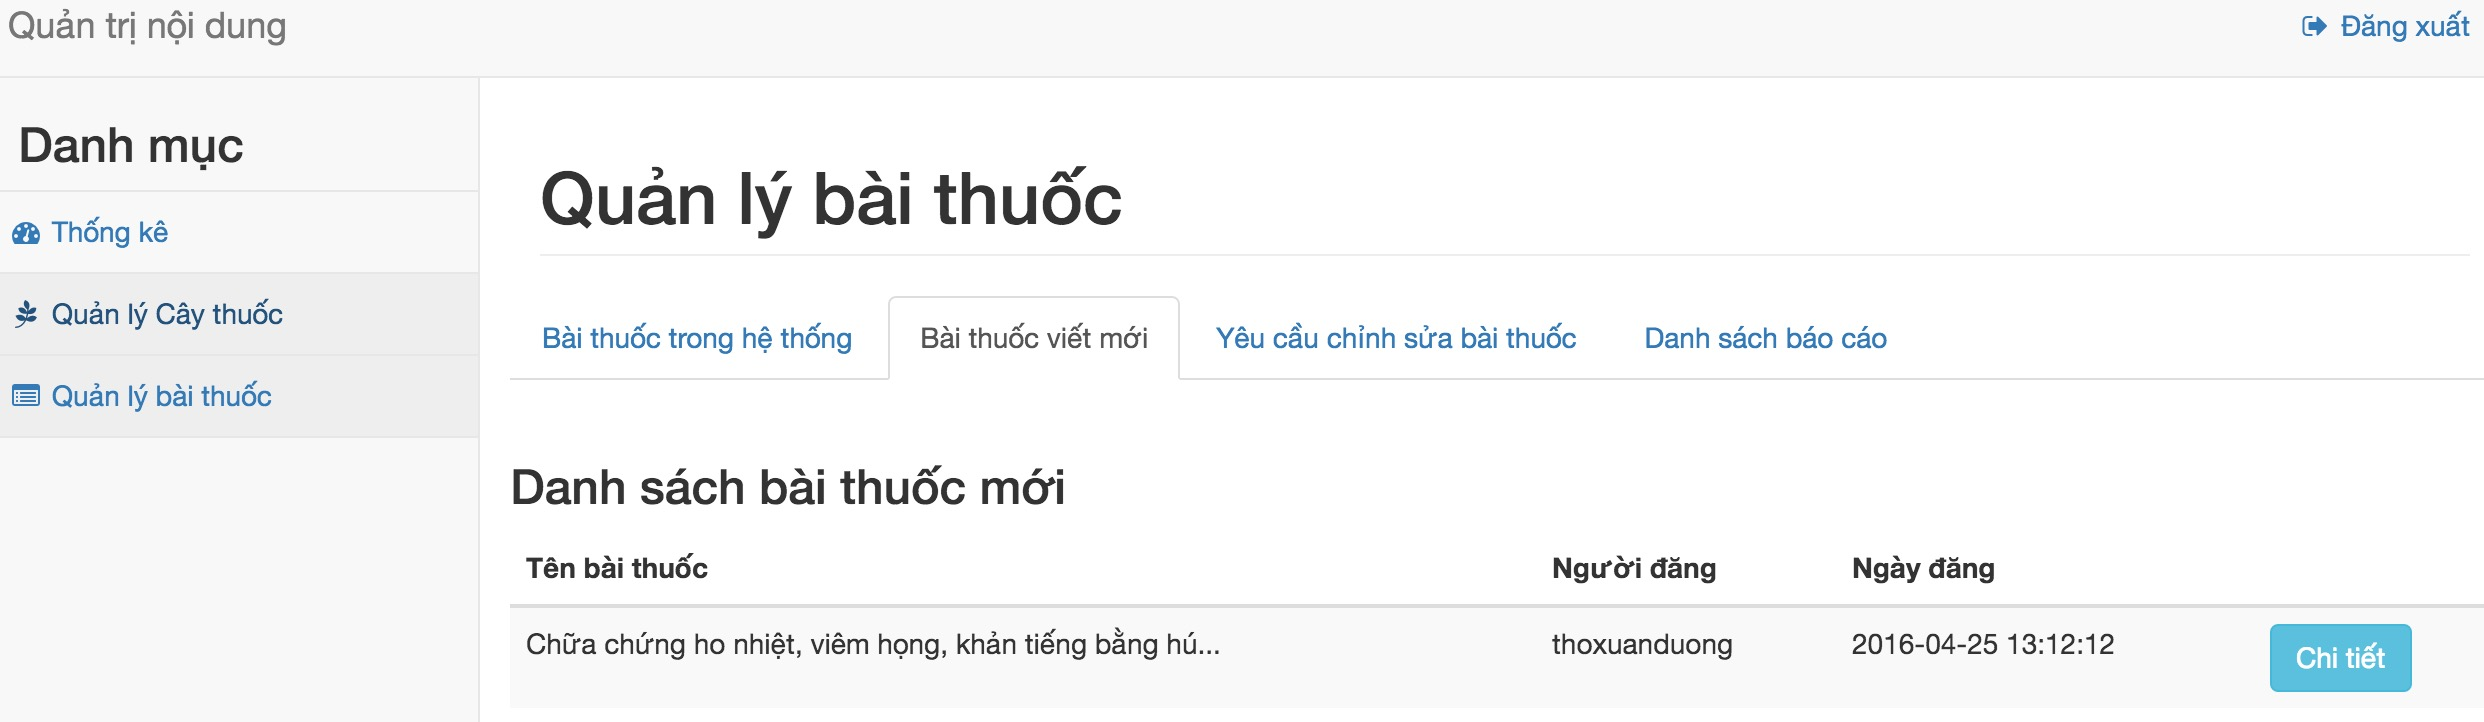 Quản trị nội dung
Đăng xuất
Danh mục
Thống kê
Quản lý Cây thuốc
Quản lý bài thuốc
Quản lý bài thuốc
Bài thuốc trong hệ thống
Bài thuốc viết mới
Yêu cầu chỉnh sửa bài thuốc
Danh sách báo cáo
Danh sách bài thuốc mới
Tên bài thuốc
Người đăng
Ngày đăng
Chữa chứng ho nhiệt, viêm họng, khản tiếng bằng hú...
thoxuanduong
2016-04-25 13:12:12
Chi tiết